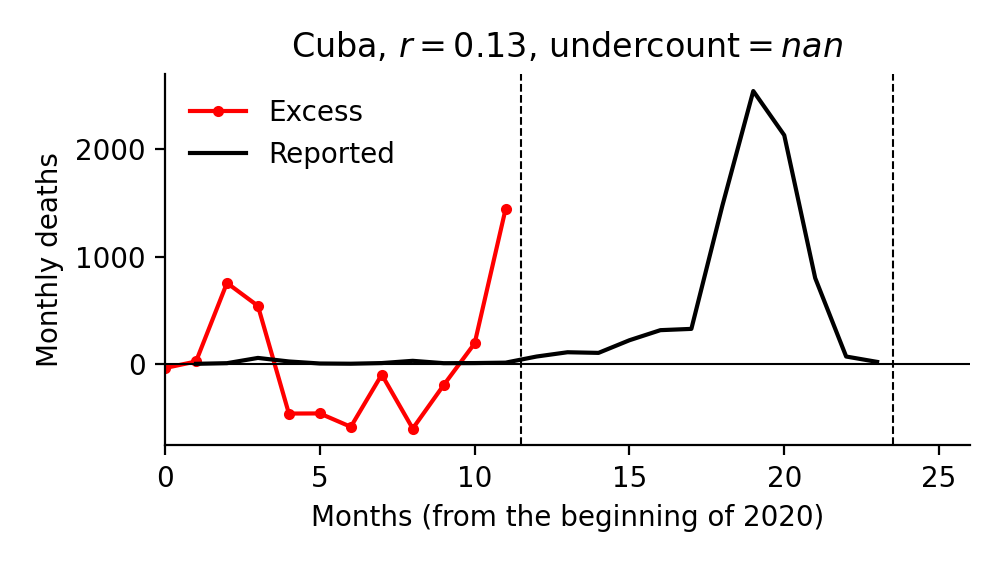 Cuba, r = 0.13, undercount = nan
Excess
Reported
Monthly deaths
2000
1000
0
0 5 10 15 20 25
Months (from the beginning of 2020)